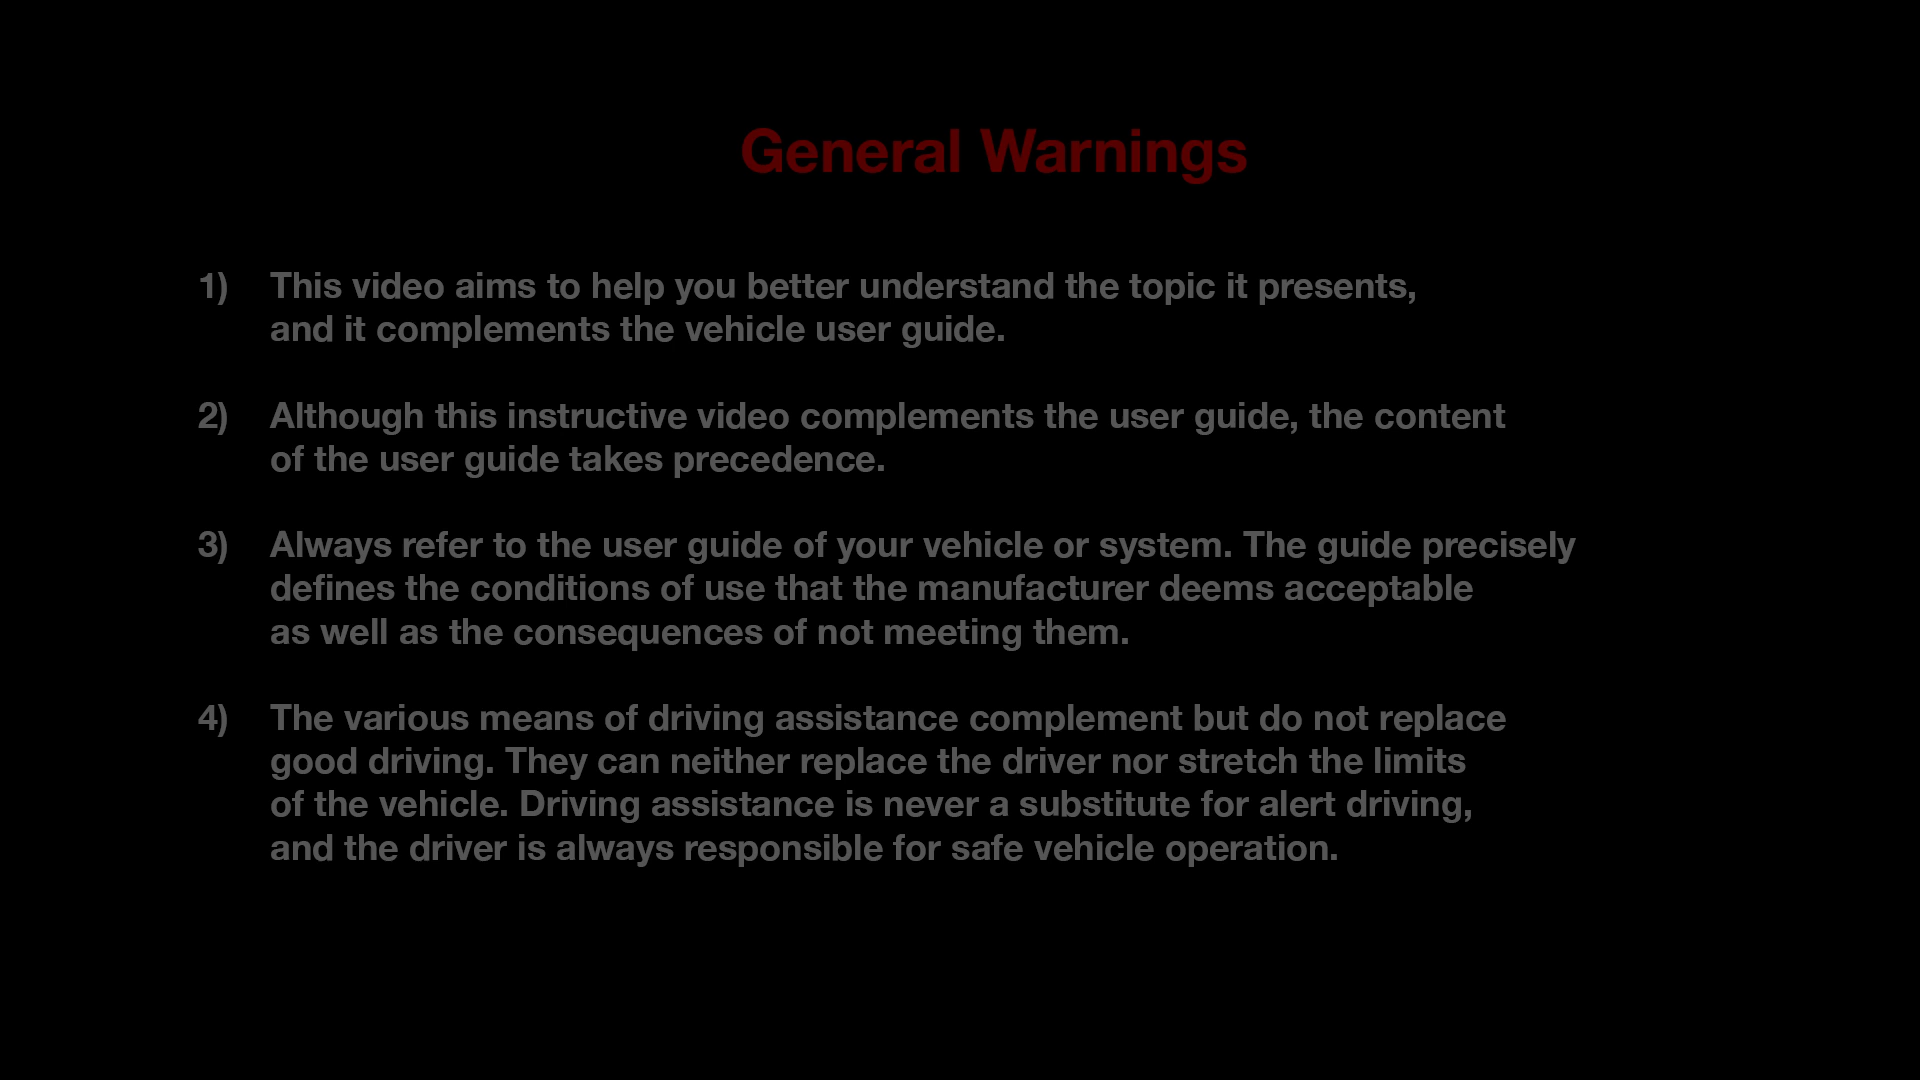 General Warnings
1) This video aims to help you better understand the topic it presents,
and it complements the vehicle user guide.
2) Although this instructive video complements the user guide, the content
of the user guide takes precedence.
3) Always refer to the user guide of your vehicle or system. The guide precisely
defines the conditions of use that the manufacturer deems acceptable
as well as the consequences of not meeting them.
4) The various means of driving assistance complement but do not replace
good driving. They can neither replace the driver nor stretch the limits
of the vehicle. Driving assistance is never a substitute for alert driving,
and the driver is always responsible for safe vehicle operation.